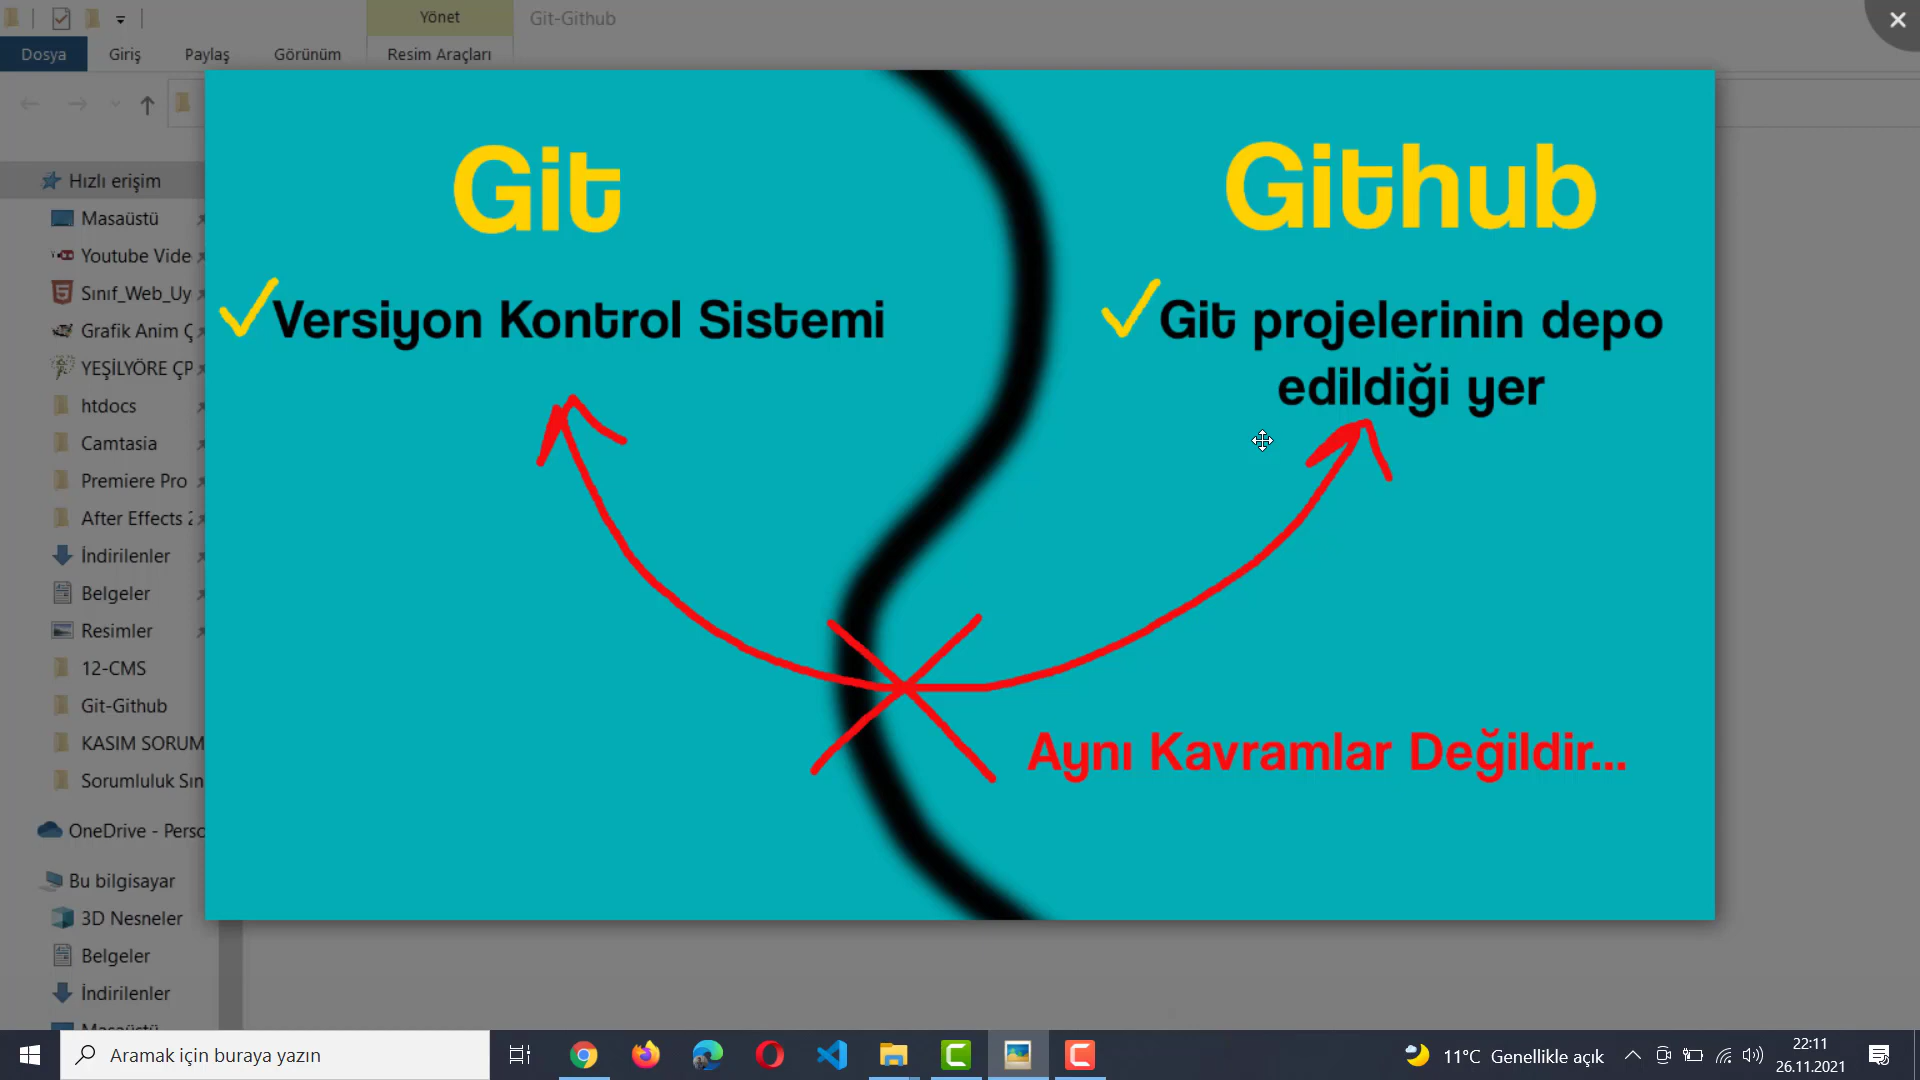 Yönet
Git-Github
Dosya
Giriş
Paylaş
Görünüm
Resim Araçları
Hızlı erişim
Masaüstü
Youtube Vide
Sınıf_Web_Uy
Grafik Anim Ç
YEŞİLYÖRE ÇP
htdocs
Camtasia
Premiere Pro
After Effects 2
İndirilenler
Belgeler
Resimler
12-CMS
Git-Github
KASIM SORUM
Sorumluluk Sın
OneDrive - Perso
Bu bilgisayar
3D Nesneler
Belgeler
İndirilenler
Masaüstü
Git
Versiyon Kontrol Sistemi
Github
Git projelerinin depo
edildiği yer
Aynı Kavramlar Değildir...
Aramak için buraya yazın
11°C Genellikle açık
22:11
26.11.2021